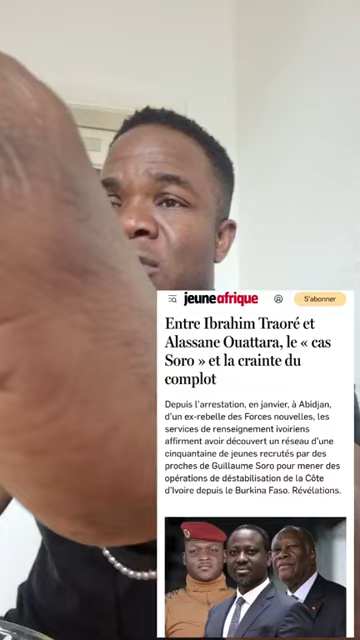 jeuneafrique
S'abonner
Entre Ibrahim Traoré et
Alassane Ouattara, le « cas
Soro » et la crainte du
complot
Depuis l'arrestation, en janvier, à Abidjan,
d'un ex-rebelle des Forces nouvelles, les
services de renseignement ivoiriens
affirment avoir découvert un réseau d'une
cinquantaine de jeunes recrutés par des
proches de Guillaume Soro pour mener des
opérations de déstabilisation de la Côte
d'Ivoire depuis le Burkina Faso. Révélations.